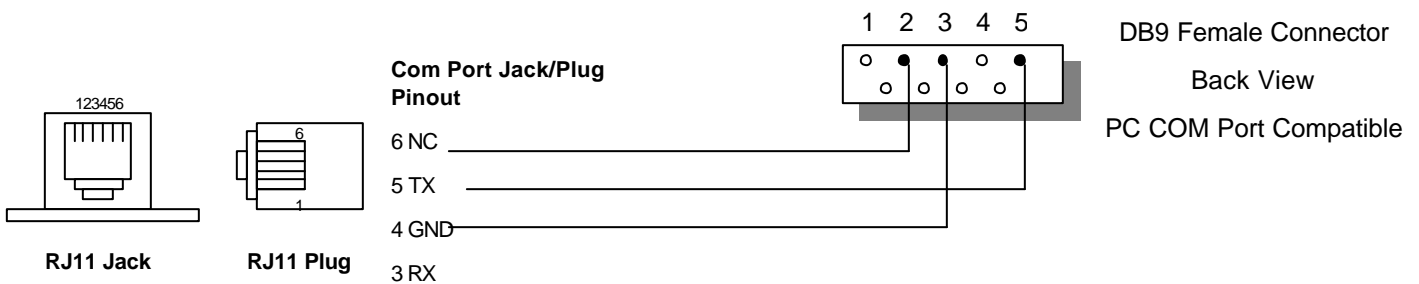 1 2 3 4 5
DB9 Female Connector
Back View
PC COM Port Compatible
Com Port Jack/Plug
Pinout
123456
6
1
6 NC
5 TX
4 GND
3 RX
RJ11 Jack
RJ11 Plug